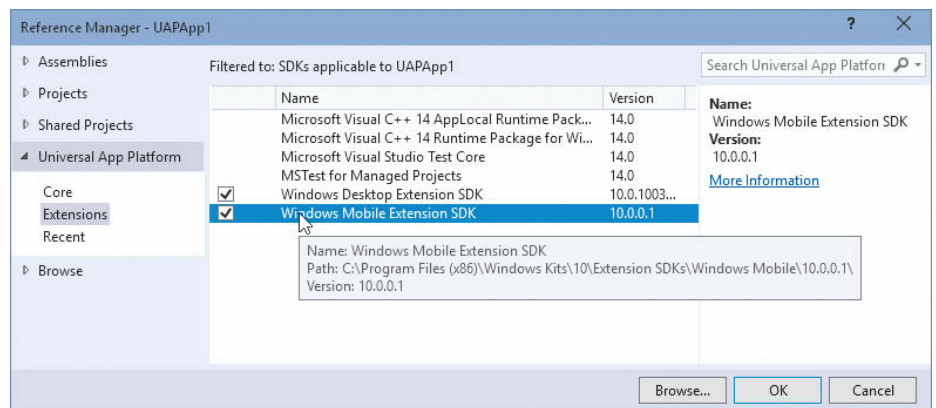 Reference Manager - UAPApp1
?
Assemblies
Projects
Shared Projects
Universal App Platform
Core
Extensions
Recent
Browse
Filtered to: SDKs applicable to UAPApp1
Name Version
Microsoft Visual C++ 14 AppLocal Runtime Pack... 14.0
Microsoft Visual C++ 14 Runtime Package for Wi... 14.0
Microsoft Visual Studio Test Core 14.0
MSTest for Managed Projects 14.0
Windows Desktop Extension SDK 10.0.1003...
Windows Mobile Extension SDK 10.0.0.1
Name: Windows Mobile Extension SDK
Path: C:\Program Files (x86)\Windows Kits\10\Extension SDKs\Windows Mobile\10.0.0.1\
Version: 10.0.0.1
Search Universal App Platforr
Name:
Windows Mobile Extension SDK
Version:
10.0.0.1
More Information
Browse... OK Cancel